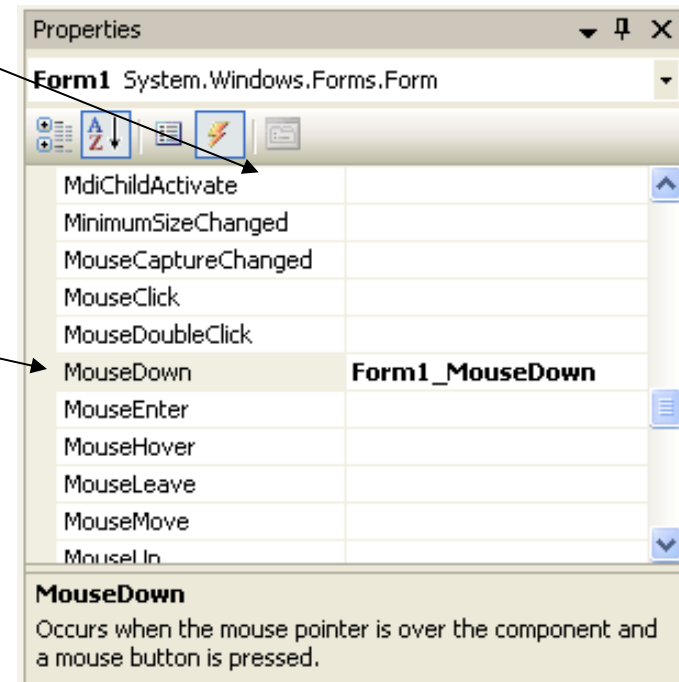 Properties
Form1 System.Windows.Forms.Form
A
Z
MdiChildActivate
MinimumSizeChanged
MouseCaptureChanged
MouseClick
MouseDoubleClick
MouseDown Form1_MouseDown
MouseEnter
MouseHover
MouseLeave
MouseMove
MouseUp
MouseDown
Occurs when the mouse pointer is over the component and
a mouse button is pressed.